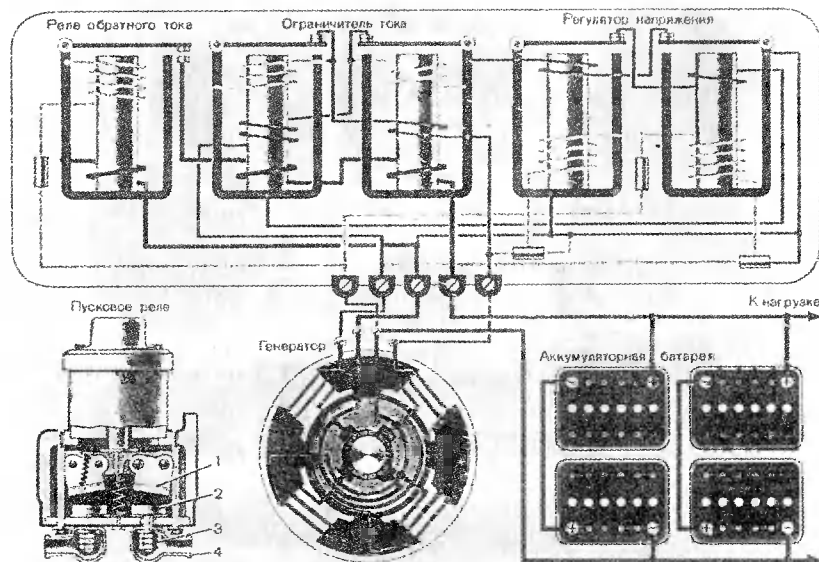 Реле обратного тока
Ограничитель тока
Регулятор напряжения
К нагрузке
Пусковое реле
Генератор
Аккумуляторная батарея
1
2
3
4